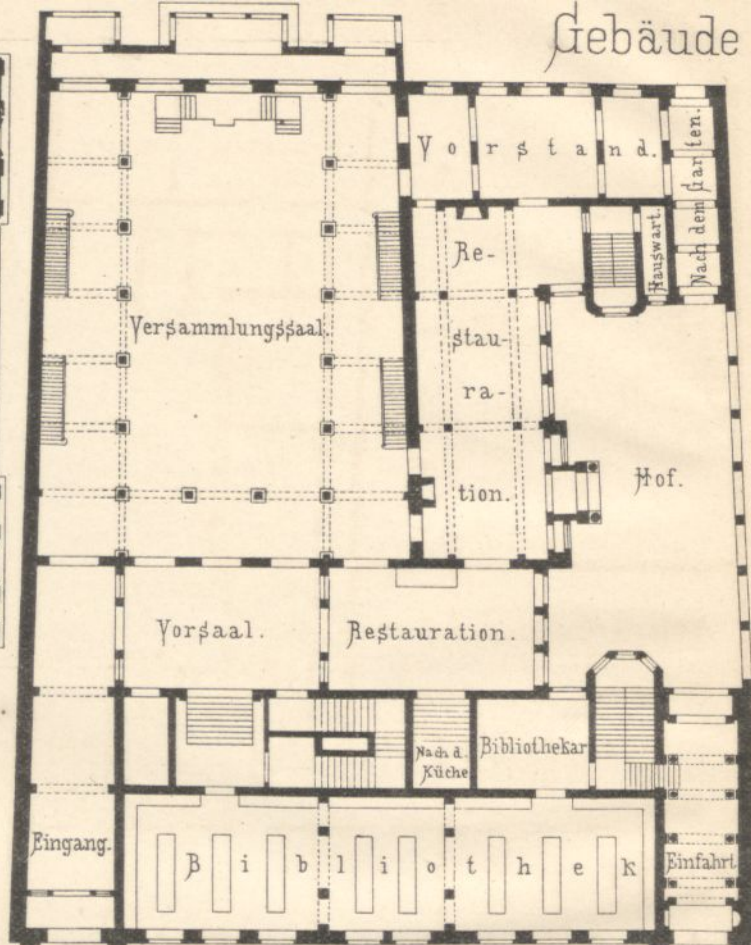 Gebäude
Vorstand.
Nach dem Garten.
Hauswart.
Re-
stau-
ra-
tion.
Versammlungssaal.
Hof.
Vorsaal.
Restauration.
Nach d.
Küche
Bibliothekar
Eingang.
Bibliothek
Einfahrt